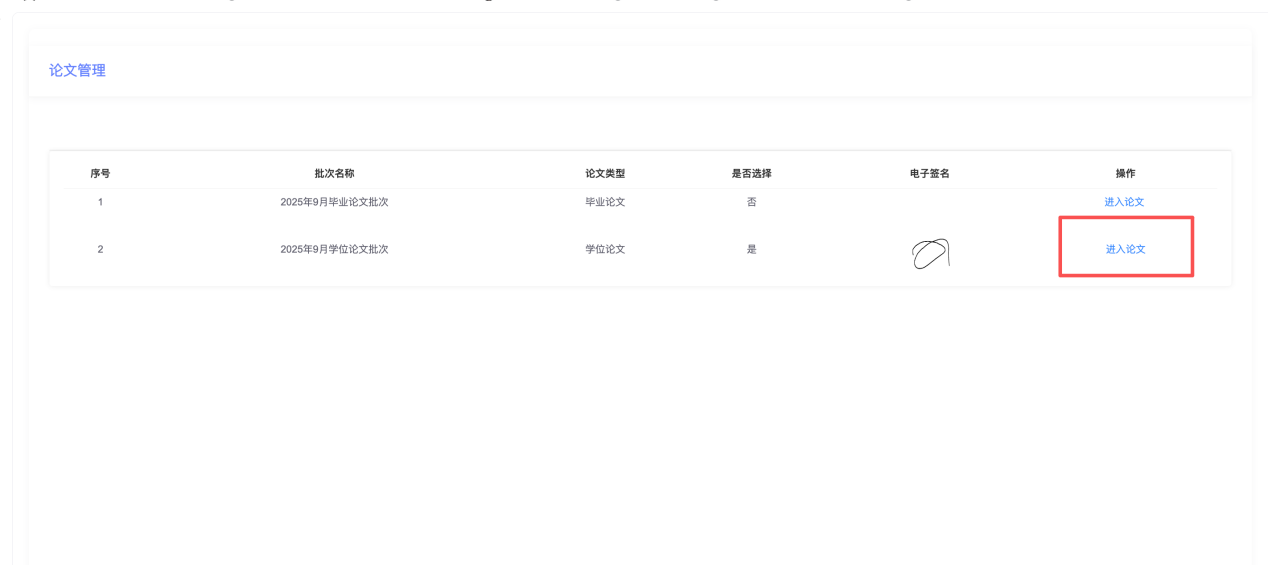 论文管理
序号 批次名称 论文类型 是否选择 电子签名 操作
1 2025年9月毕业论文批次 毕业论文 否 进入论文
2 2025年9月学位论文批次 学位论文 是 进入论文